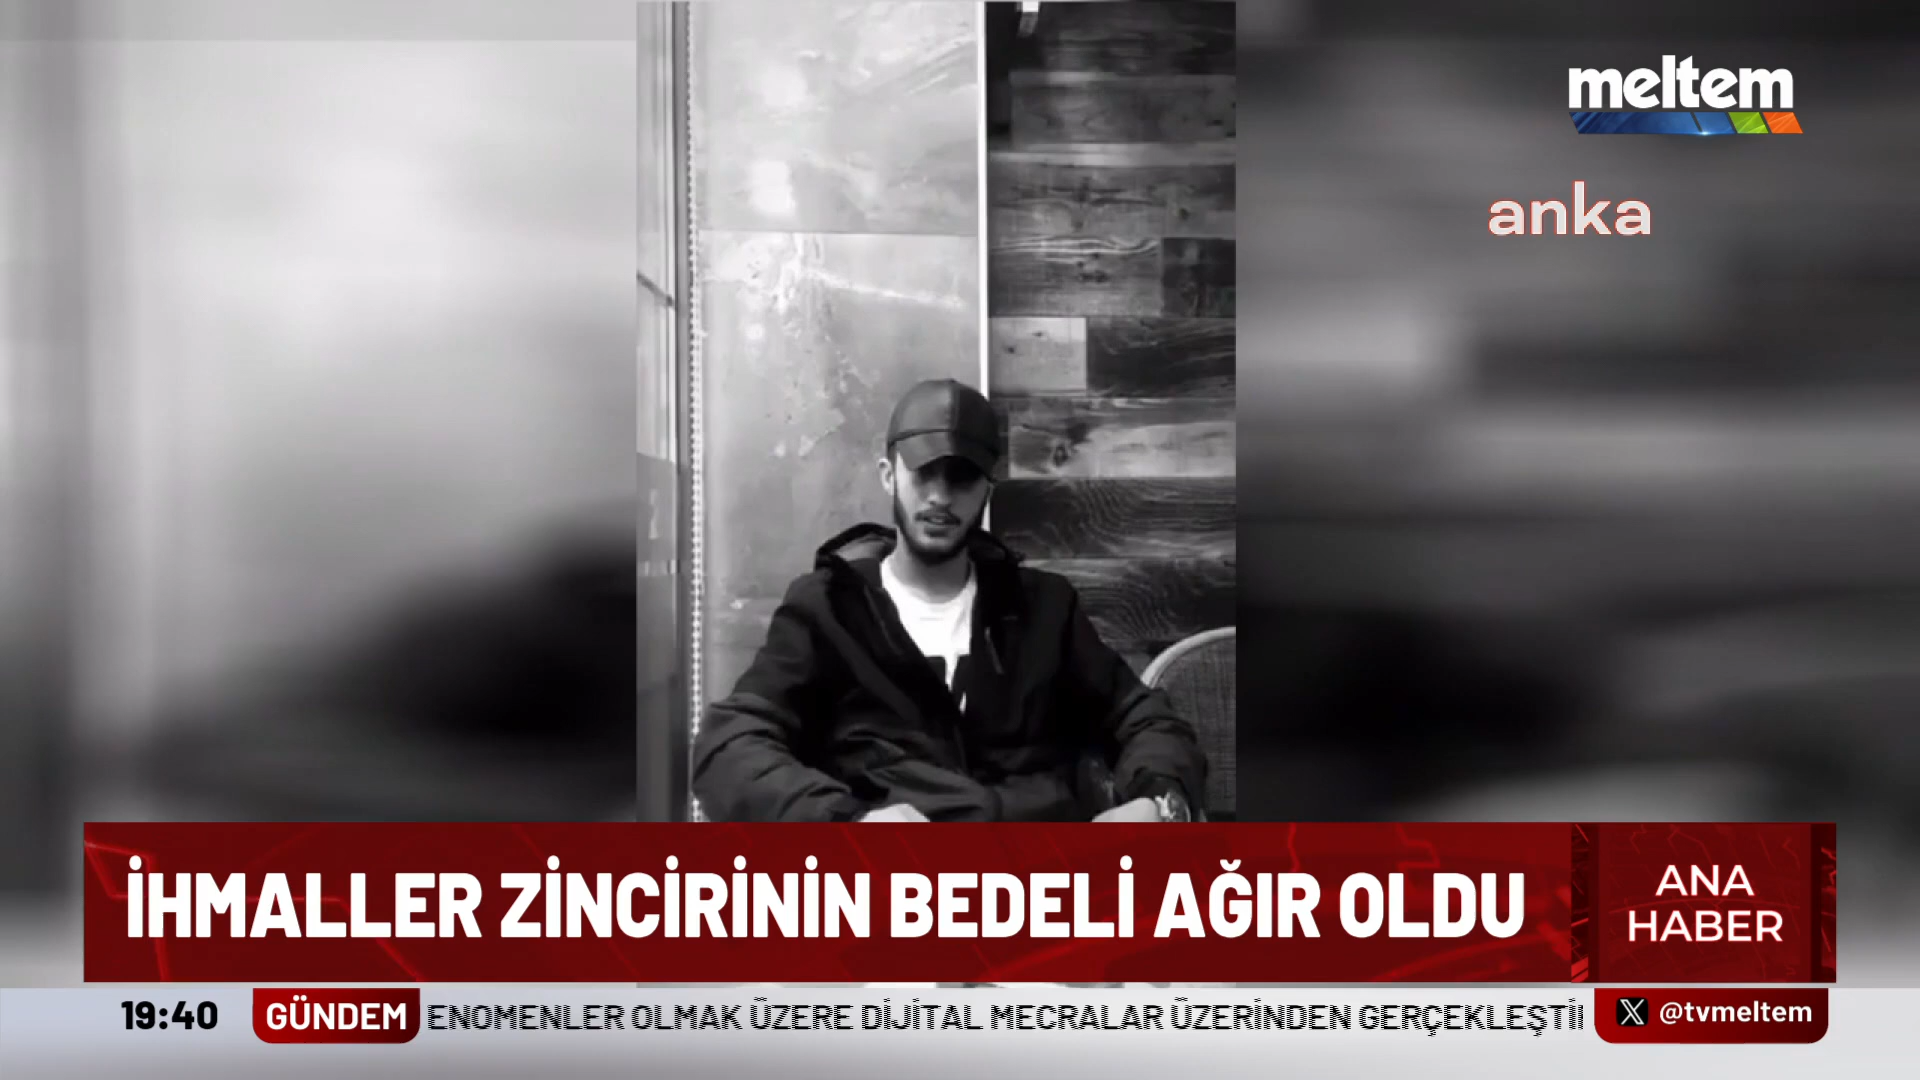 meltem
anka
İHMALLER ZİNCİRİNİN BEDELİ AĞIR OLDU
ANA
HABER
19:40
GÜNDEM
ENOMENLER OLMAK ÜZERE DİJİTAL MECRALAR ÜZERİNDEN GERÇEKLEŞTİ
X @tvmeltem